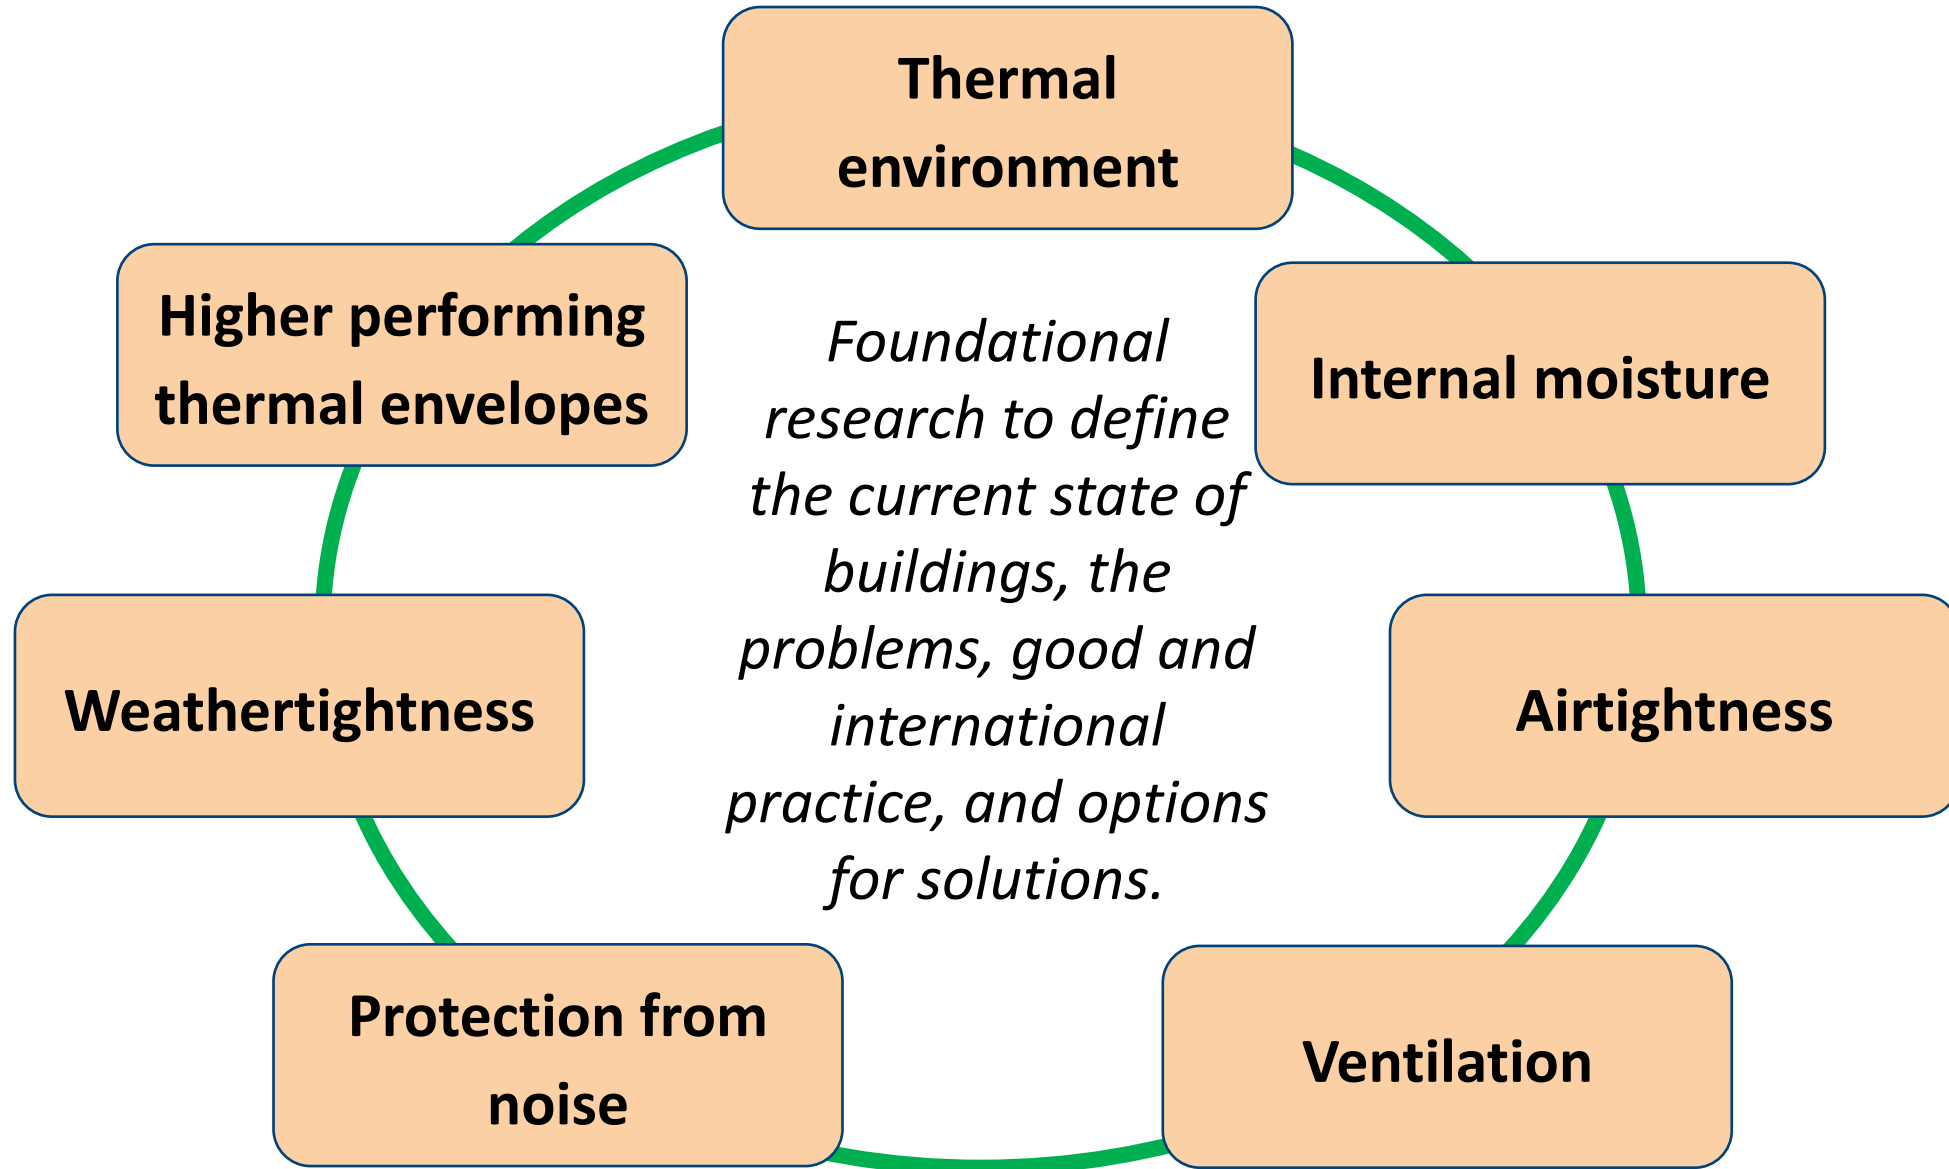 Thermal
environment
Higher performing
thermal envelopes
Internal moisture
Foundational
research to define
the current state of
buildings, the
problems, good and
international
practice, and options
for solutions.
Weathertightness
Airtightness
Protection from
noise
Ventilation